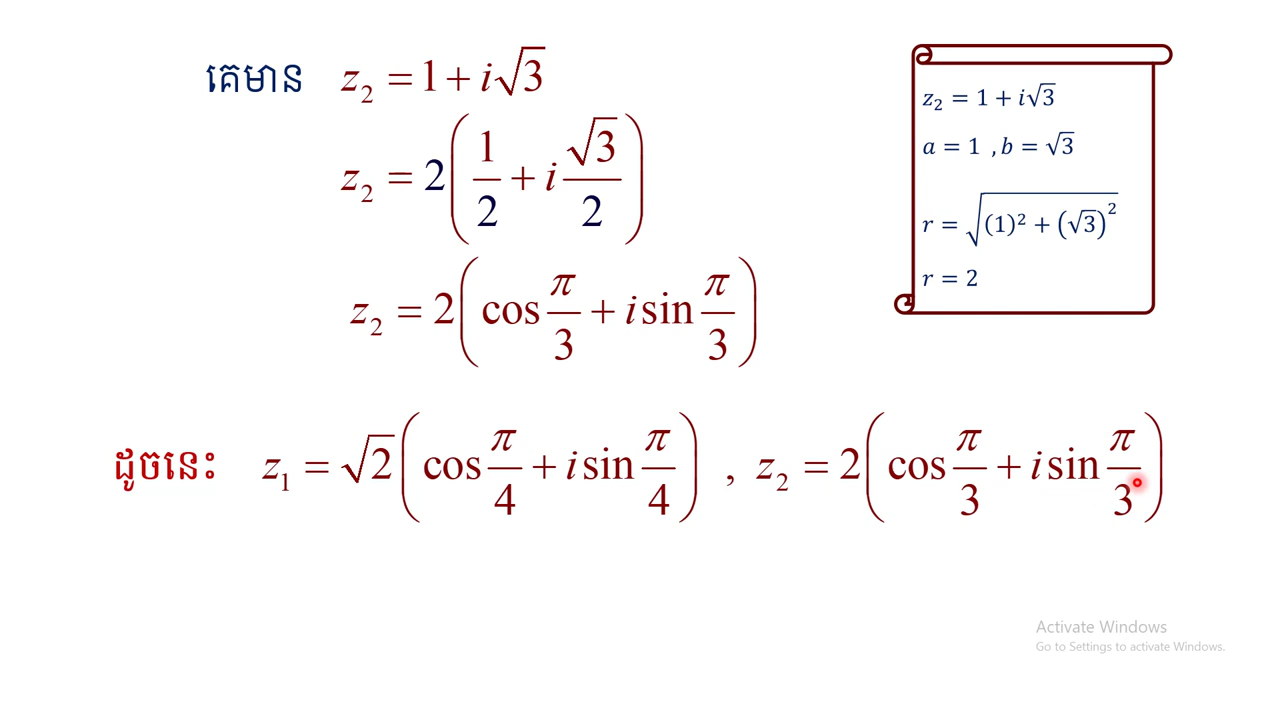 គេមាន z₂ = 1 + i√3
z₂ = 2(1/2 + i √3/2)
z₂ = 2(cos π/3 + i sin π/3)
z₂ = 1 + i√3
a = 1 , b = √3
r = √((1)² + (√3)²)
r = 2
ដូចនេះ z₁ = √2(cos π/4 + i sin π/4) , z₂ = 2(cos π/3 + i sin π/3)
Activate Windows
Go to Settings to activate Windows.